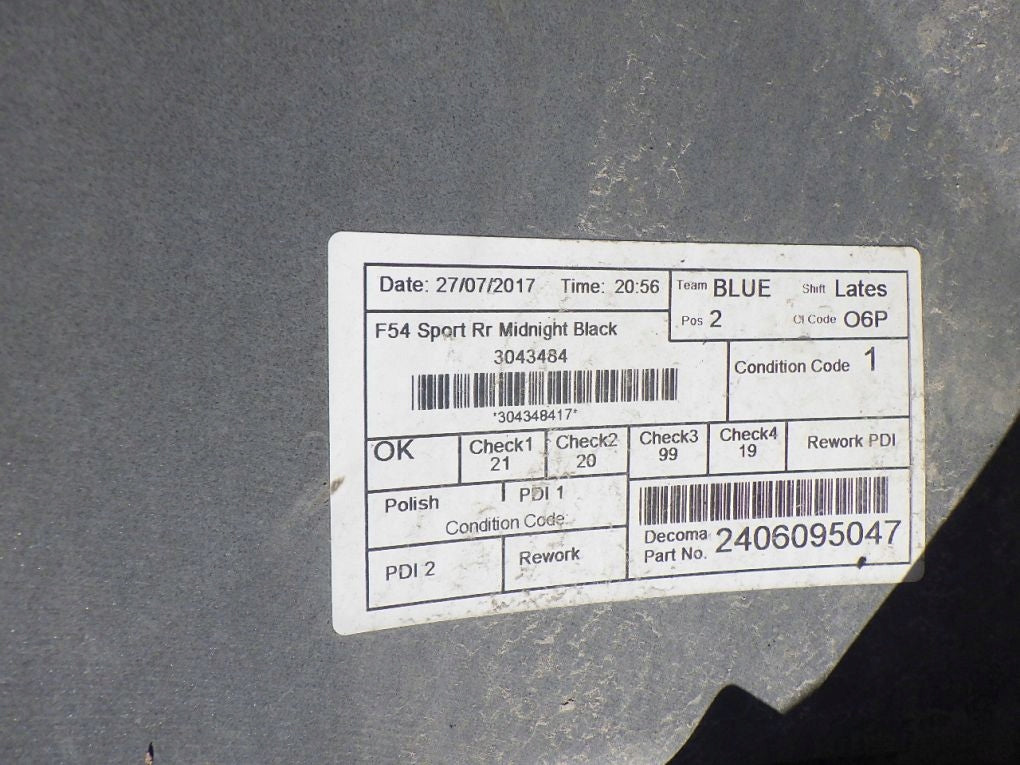 Date: 27/07/2017 Time: 20:56
Team BLUE Shift Lates
Pos 2 Cl Code O6P
F54 Sport Rr Midnight Black
3043484
*304348417*
Condition Code 1
OK
Check1
21
Check2
20
Check3
99
Check4
19
Rework PDI
Polish
PDI 1
Condition Code
PDI 2
Rework
Decoma
Part No. 2406095047